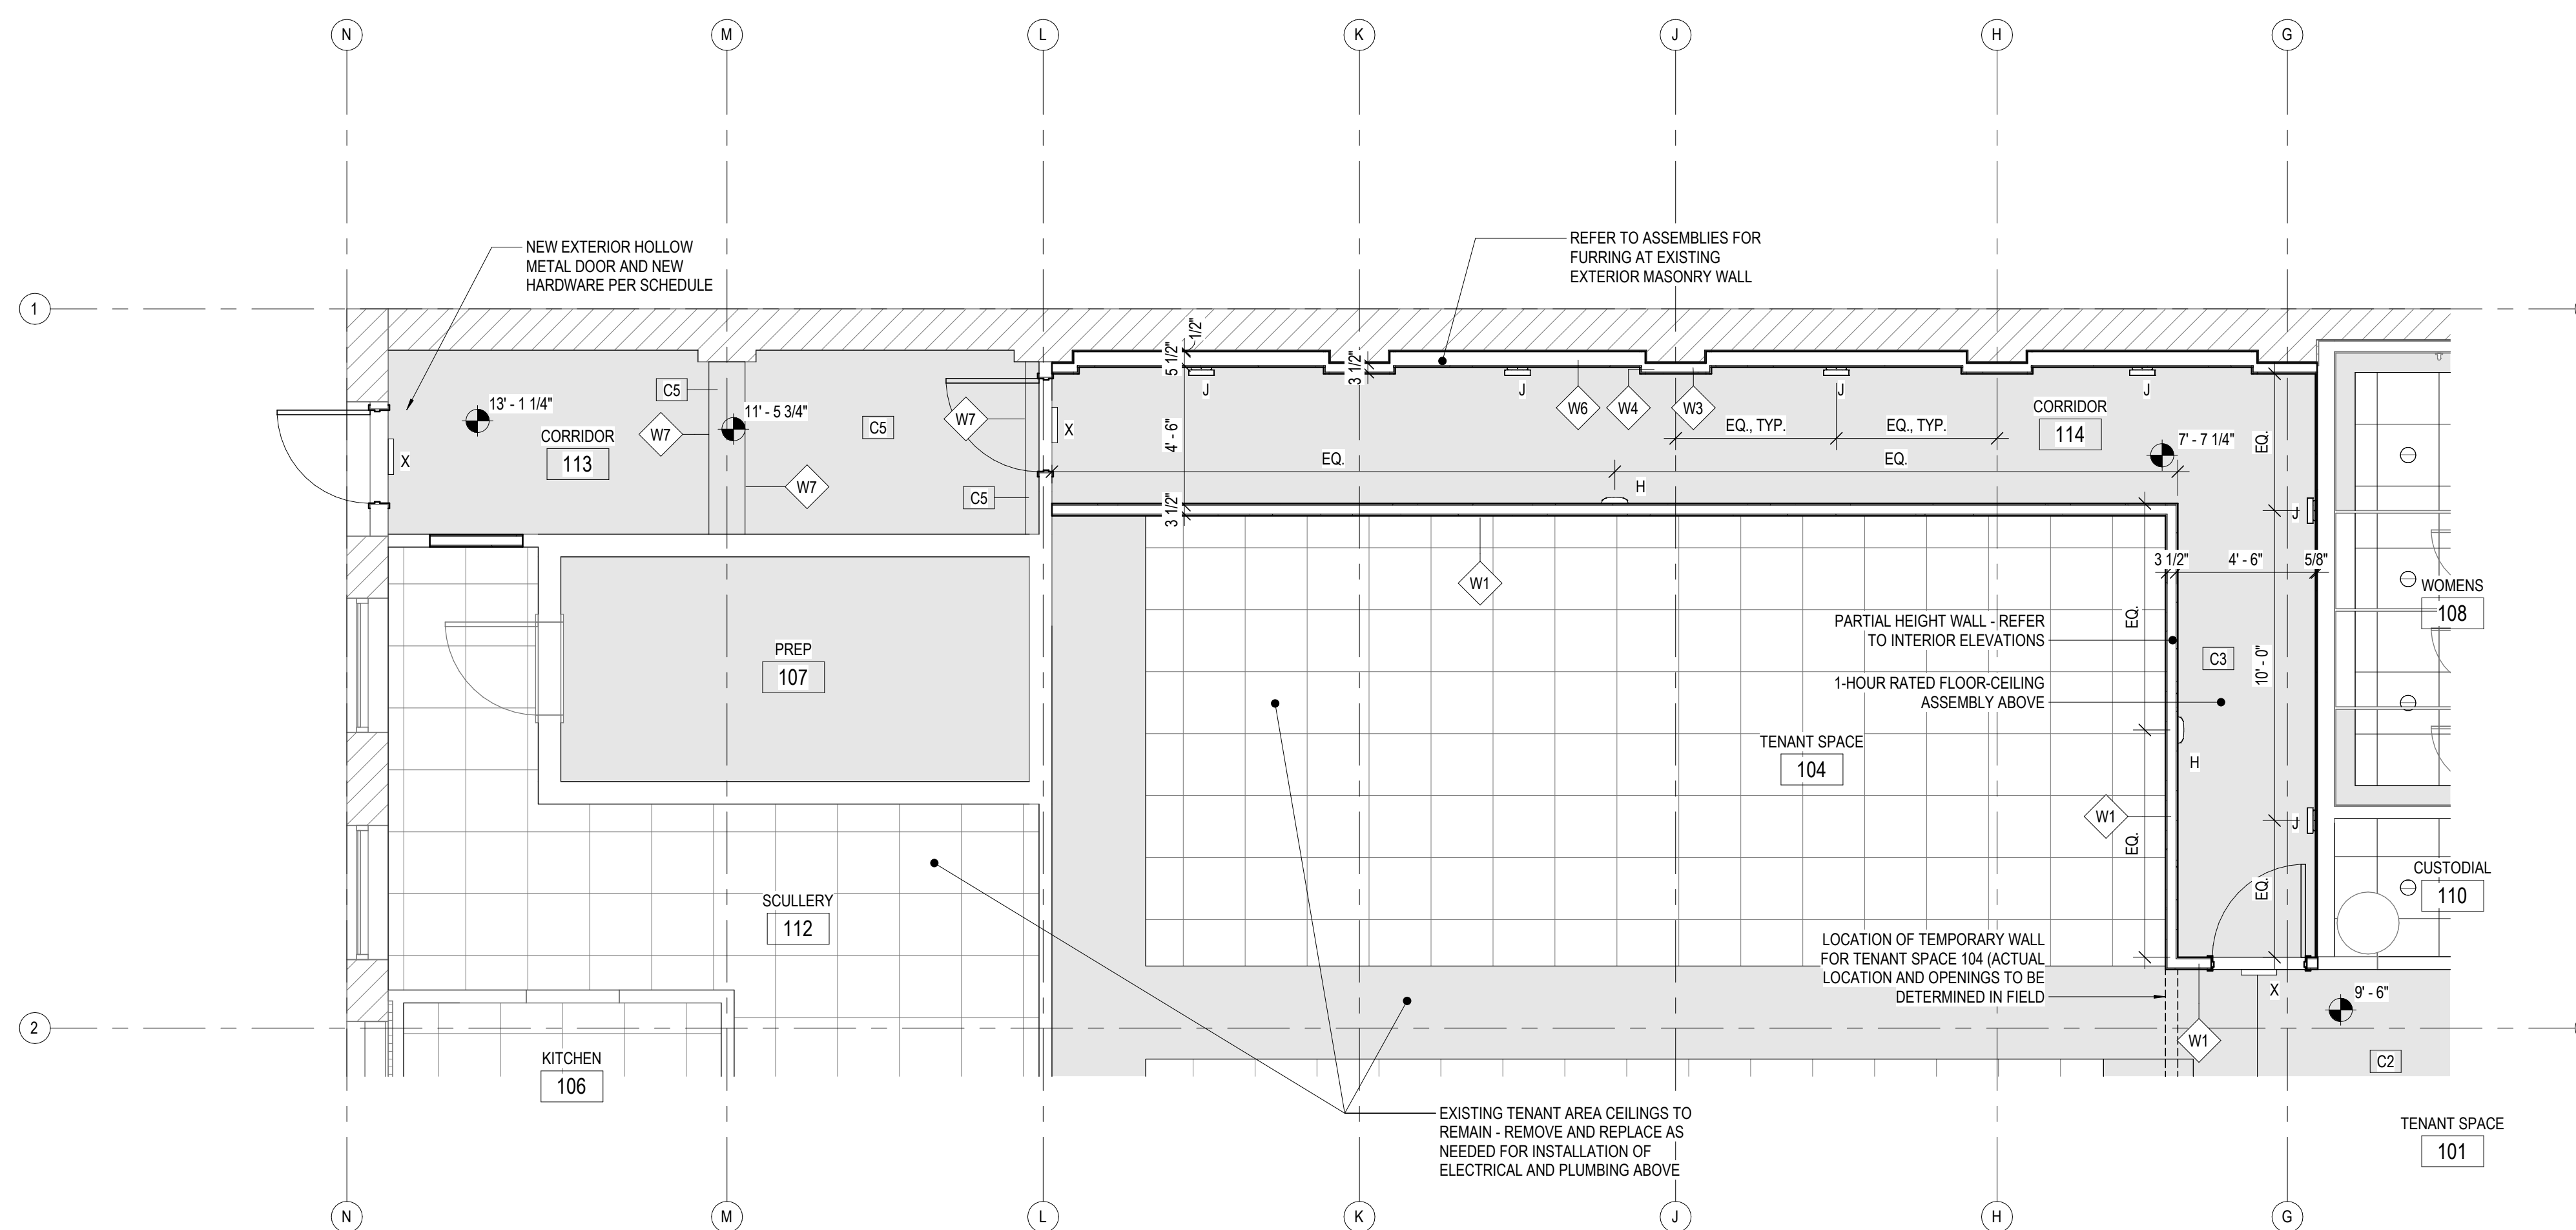 N
M
L
K
J
H
G
NEW EXTERIOR HOLLOW
METAL DOOR AND NEW
HARDWARE PER SCHEDULE
REFER TO ASSEMBLIES FOR
FURRING AT EXISTING
EXTERIOR MASONRY WALL
1
1/2"
5 1/2"
3 1/2"
J
J
J
J
C5
13' - 1 1/4"
11' - 5 3/4"
C5
W7
W7
W6
W4
W3
CORRIDOR
114
EQ., TYP.
EQ., TYP.
CORRIDOR
113
X
X
4' - 6"
7' - 7 1/4"
EQ.
EQ.
EQ.
W7
C5
H
3 1/2"
J
W1
3 1/2"
4' - 6"
5/8"
WOMENS
108
EQ.
PARTIAL HEIGHT WALL - REFER
TO INTERIOR ELEVATIONS
PREP
107
C3
10' - 0"
1-HOUR RATED FLOOR-CEILING
ASSEMBLY ABOVE
TENANT SPACE
104
H
W1
J
EQ.
EQ.
CUSTODIAL
110
SCULLERY
112
LOCATION OF TEMPORARY WALL
FOR TENANT SPACE 104 (ACTUAL
LOCATION AND OPENINGS TO BE
DETERMINED IN FIELD
X
9' - 6"
2
W1
C2
KITCHEN
106
EXISTING TENANT AREA CEILINGS TO
REMAIN - REMOVE AND REPLACE AS
NEEDED FOR INSTALLATION OF
ELECTRICAL AND PLUMBING ABOVE
TENANT SPACE
101
N
M
L
K
J
H
G